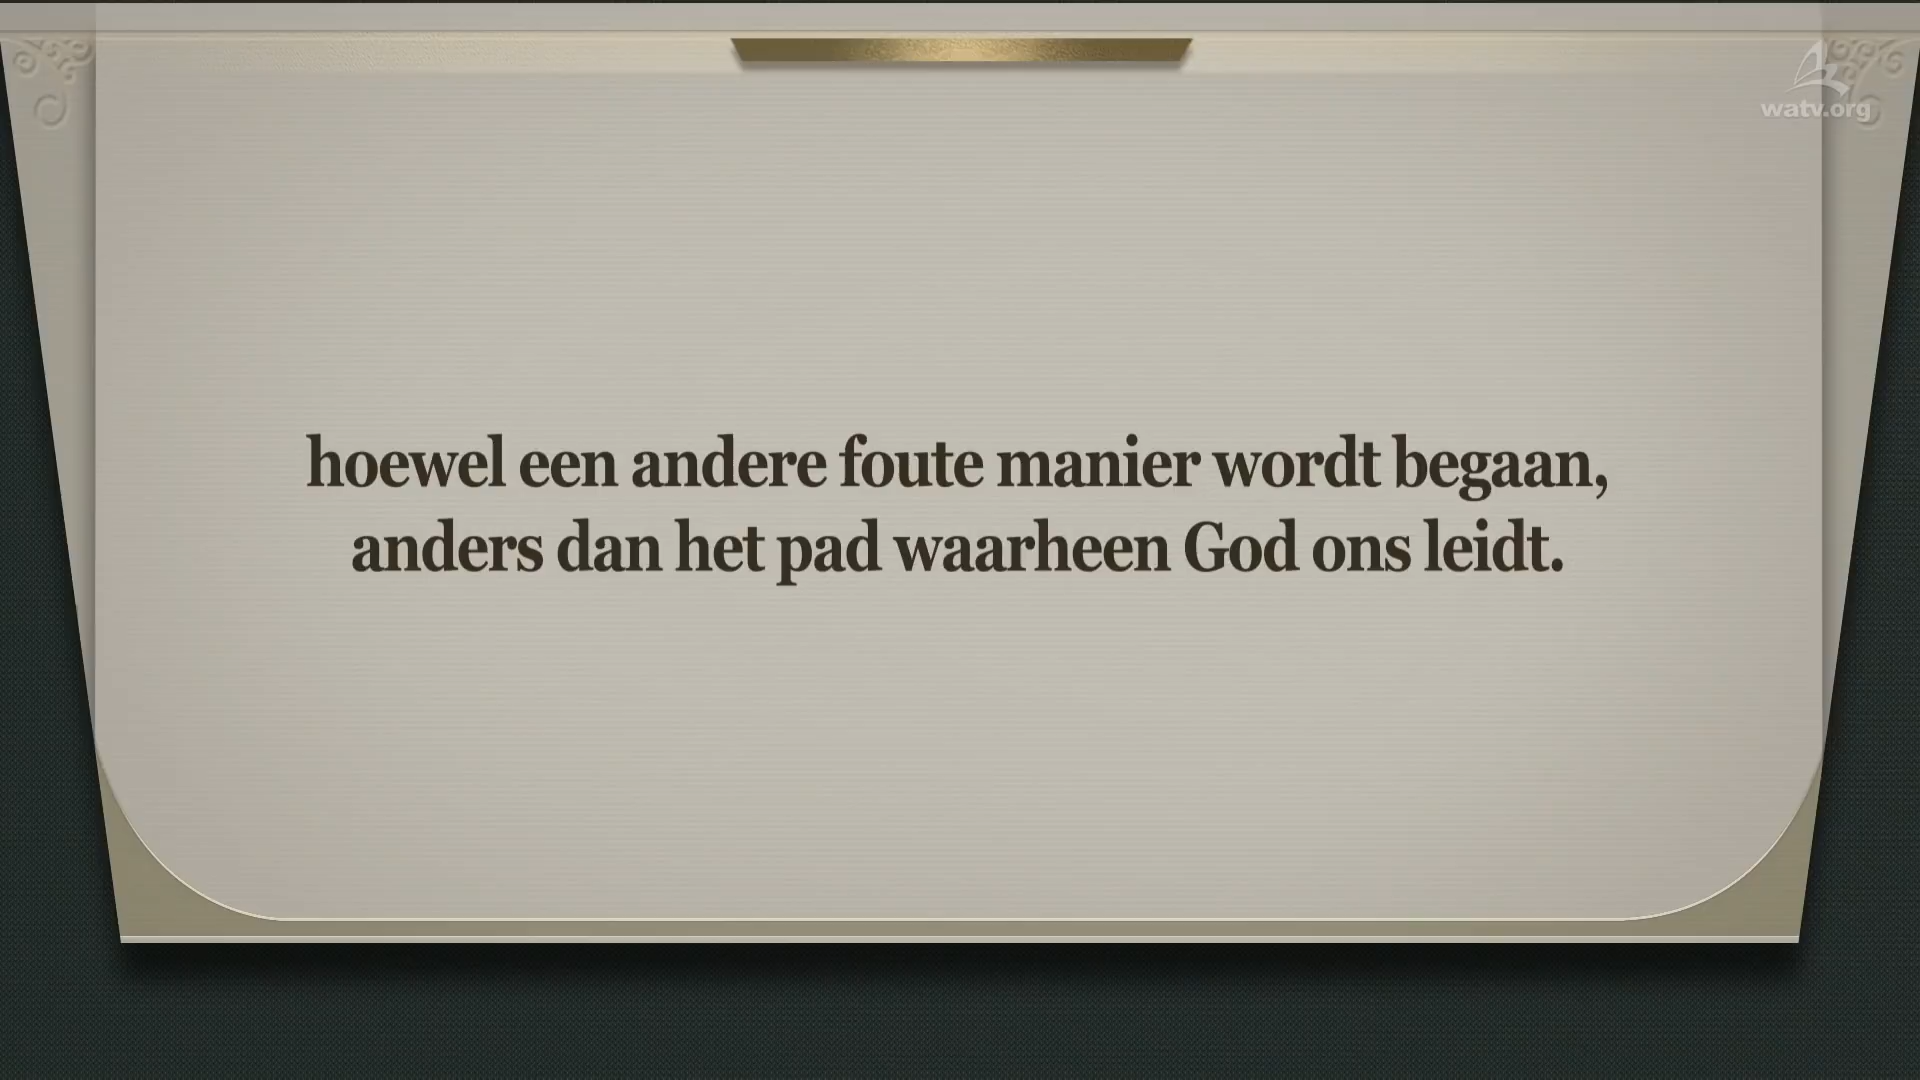 watv.org
hoewel een andere foute manier wordt begaan,
anders dan het pad waarheen God ons leidt.